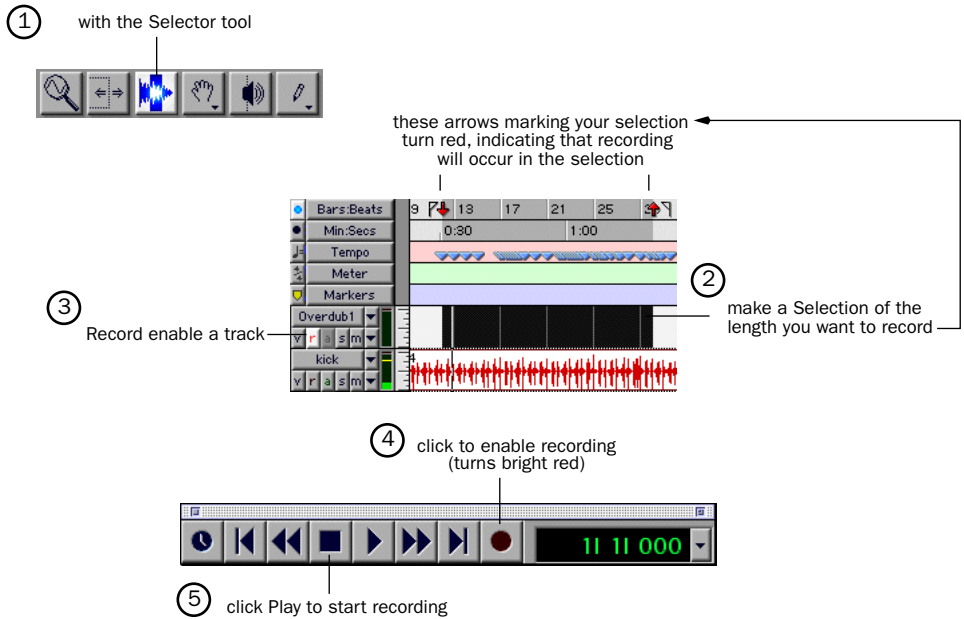 1
with the Selector tool
these arrows marking your selection
turn red, indicating that recording
will occur in the selection
Bars:Beats
9 13 17 21 25
Min:Secs
0:30 1:00
Tempo
Meter
Markers
2
make a Selection of the
length you want to record
3
Record enable a track
Overdub1
v r a s m
kick
4
v r a s m
4
click to enable recording
(turns bright red)
1| 1| 000
5
click Play to start recording